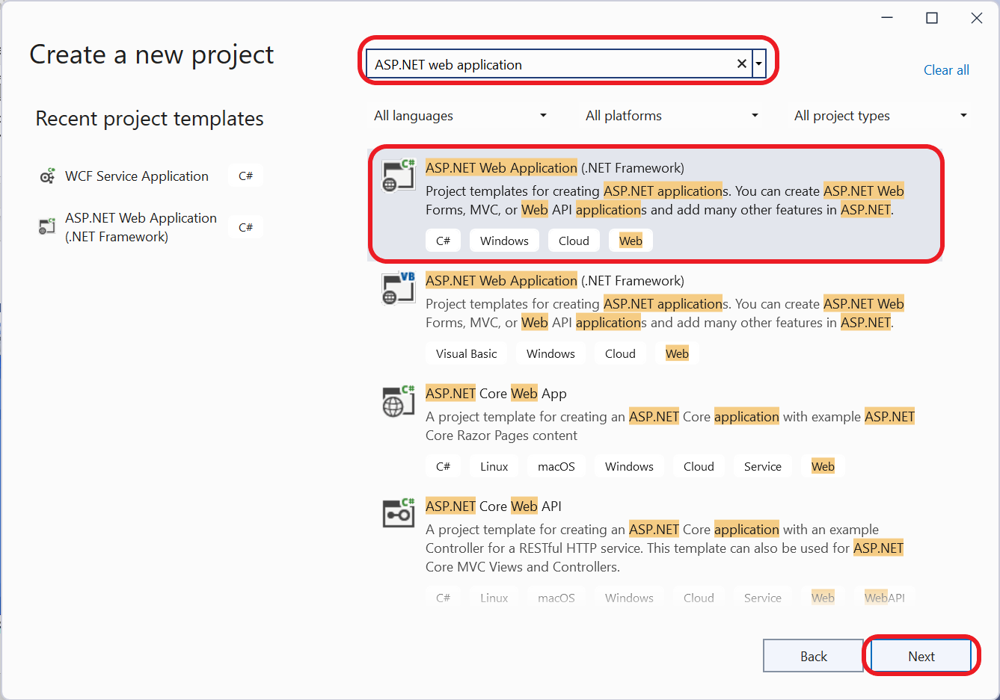 Create a new project
ASP.NET web application
Clear all
Recent project templates
All languages
All platforms
All project types
WCF Service Application
C#
ASP.NET Web Application
(.NET Framework)
C#
C#
ASP.NET Web Application (.NET Framework)
Project templates for creating ASP.NET applications. You can create ASP.NET Web
Forms, MVC, or Web API applications and add many other features in ASP.NET.
C#
Windows
Cloud
Web
VB
ASP.NET Web Application (.NET Framework)
Project templates for creating ASP.NET applications. You can create ASP.NET Web
Forms, MVC, or Web API applications and add many other features in ASP.NET.
Visual Basic
Windows
Cloud
Web
C#
ASP.NET Core Web App
A project template for creating an ASP.NET Core application with example ASP.NET
Core Razor Pages content
C#
Linux
macOS
Windows
Cloud
Service
Web
C#
ASP.NET Core Web API
A project template for creating an ASP.NET Core application with an example
Controller for a RESTful HTTP service. This template can also be used for ASP.NET
Core MVC Views and Controllers.
C#
Linux
macOS
Windows
Cloud
Service
Web
WebAPI
Back
Next